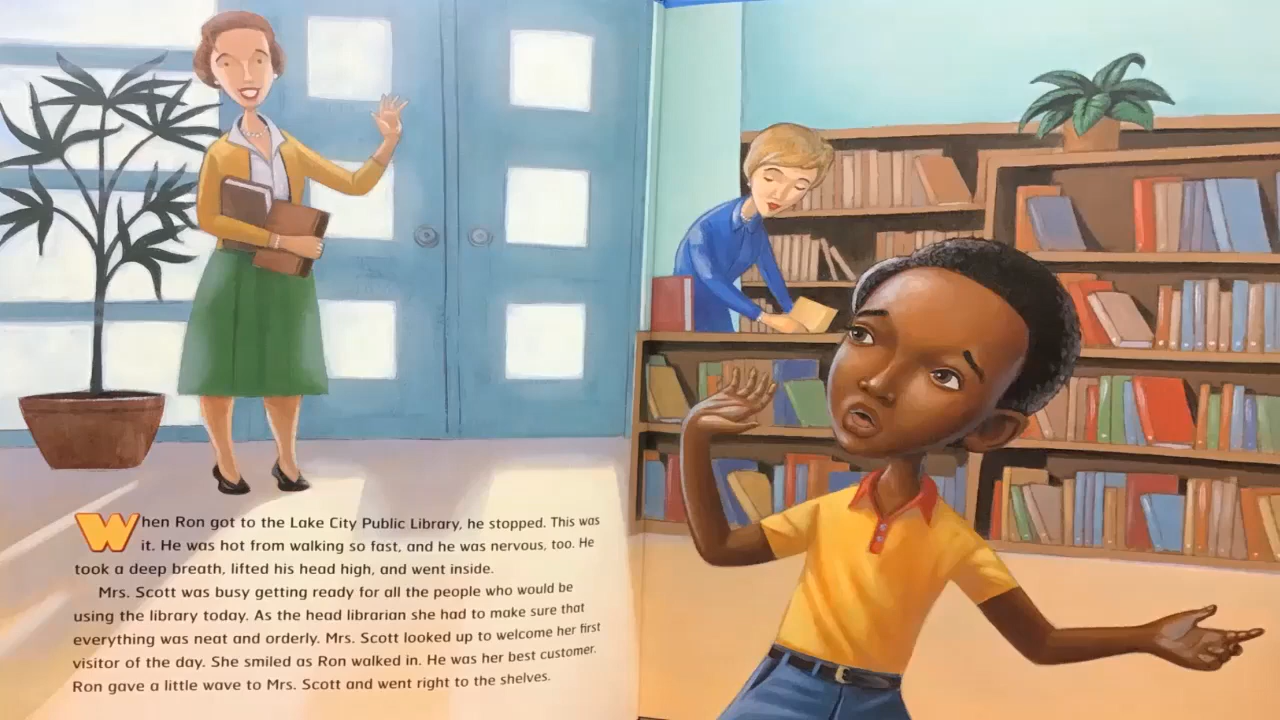 When Ron got to the Lake City Public Library, he stopped. This was
it. He was hot from walking so fast, and he was nervous, too. He
took a deep breath, lifted his head high, and went inside.
Mrs. Scott was busy getting ready for all the people who would be
using the library today. As the head librarian she had to make sure that
everything was neat and orderly. Mrs. Scott looked up to welcome her first
visitor of the day. She smiled as Ron walked in. He was her best customer.
Ron gave a little wave to Mrs. Scott and went right to the shelves.